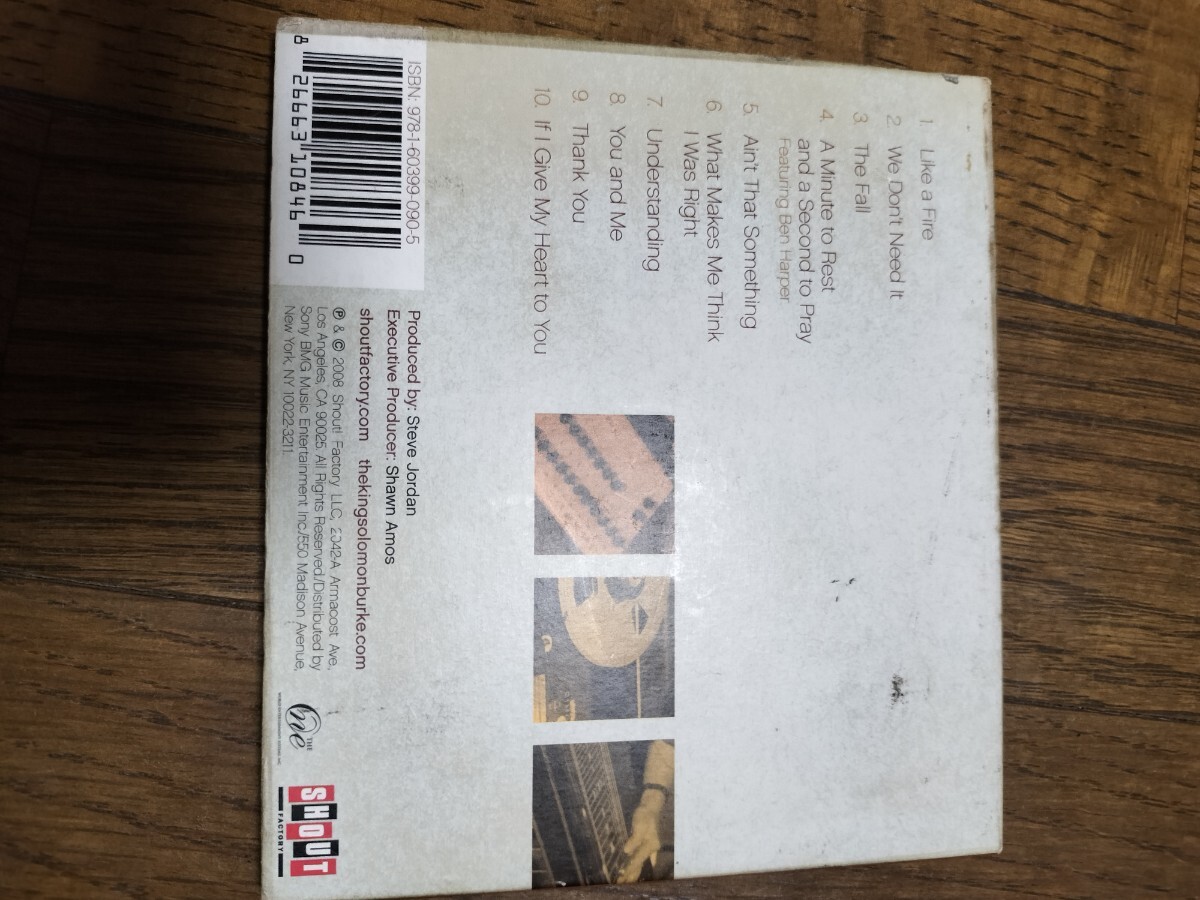 1. Like a Fire
2. We Don't Need It
3. The Fall
4. A Minute to Rest
and a Second to Pray
Featuring Ben Harper
5. Ain't That Something
6. What Makes Me Think
I Was Right
7. Understanding
8. You and Me
9. Thank You
10. If I Give My Heart to You
ISBN: 978-1-60399-090-5
8 26663 10846 0
Produced by: Steve Jordan
Executive Producer: Shawn Amos
shoutfactory.com thekingsolomonburke.com
℗ & © 2008 Shout! Factory LLC, 2042-A Armacost Ave,
Los Angeles, CA 90025. All Rights Reserved./Distributed by
Sony BMG Music Entertainment Inc./550 Madison Avenue,
New York, NY 10022-3211.
THE
One
SHOUT
FACTORY